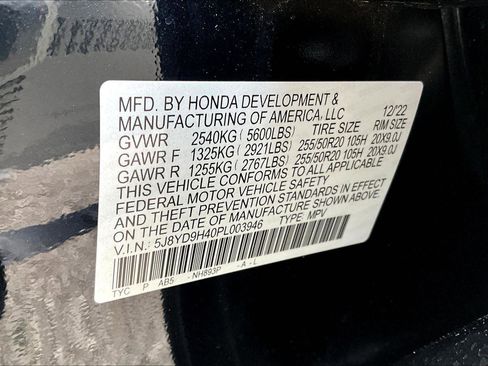 MFD. BY HONDA DEVELOPMENT &
MANUFACTURING OF AMERICA, LLC 12/22
GVWR 2540KG ( 5600LBS) TIRE SIZE RIM SIZE
GAWR F 1325KG ( 2921LBS) 255/50R20 105H 20X9.0J
GAWR R 1255KG ( 2767LBS) 255/50R20 105H 20X9.0J
THIS VEHICLE CONFORMS TO ALL APPLICABLE
FEDERAL MOTOR VEHICLE SAFETY
AND THEFT PREVENTION STANDARDS IN EFFECT
ON THE DATE OF MANUFACTURE SHOWN ABOVE.
V.I.N.: 5J8YD9H40PL003946 TYPE: MPV
TYC P AB5- NH893P -A-L